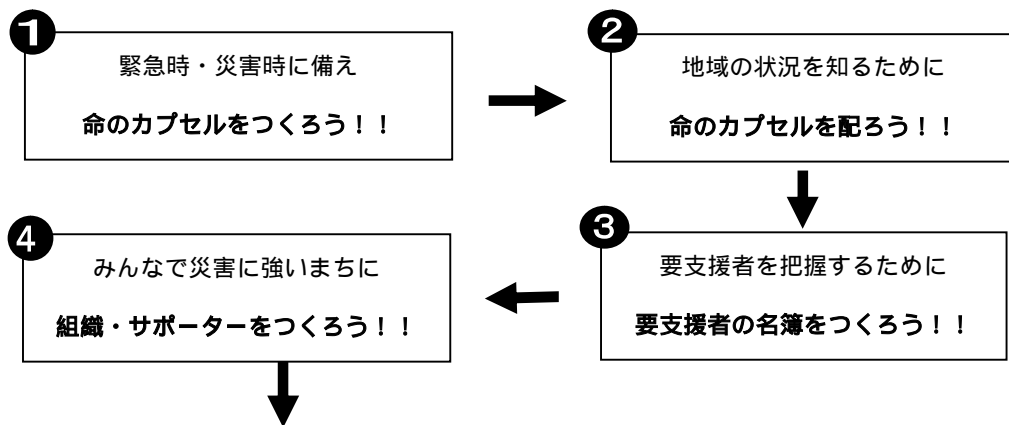 1
緊急時・災害時に備え
命のカプセルをつくろう！！
2
地域の状況を知るために
命のカプセルを配ろう！！
3
要支援者を把握するために
要支援者の名簿をつくろう！！
4
みんなで災害に強いまちに
組織・サポーターをつくろう！！